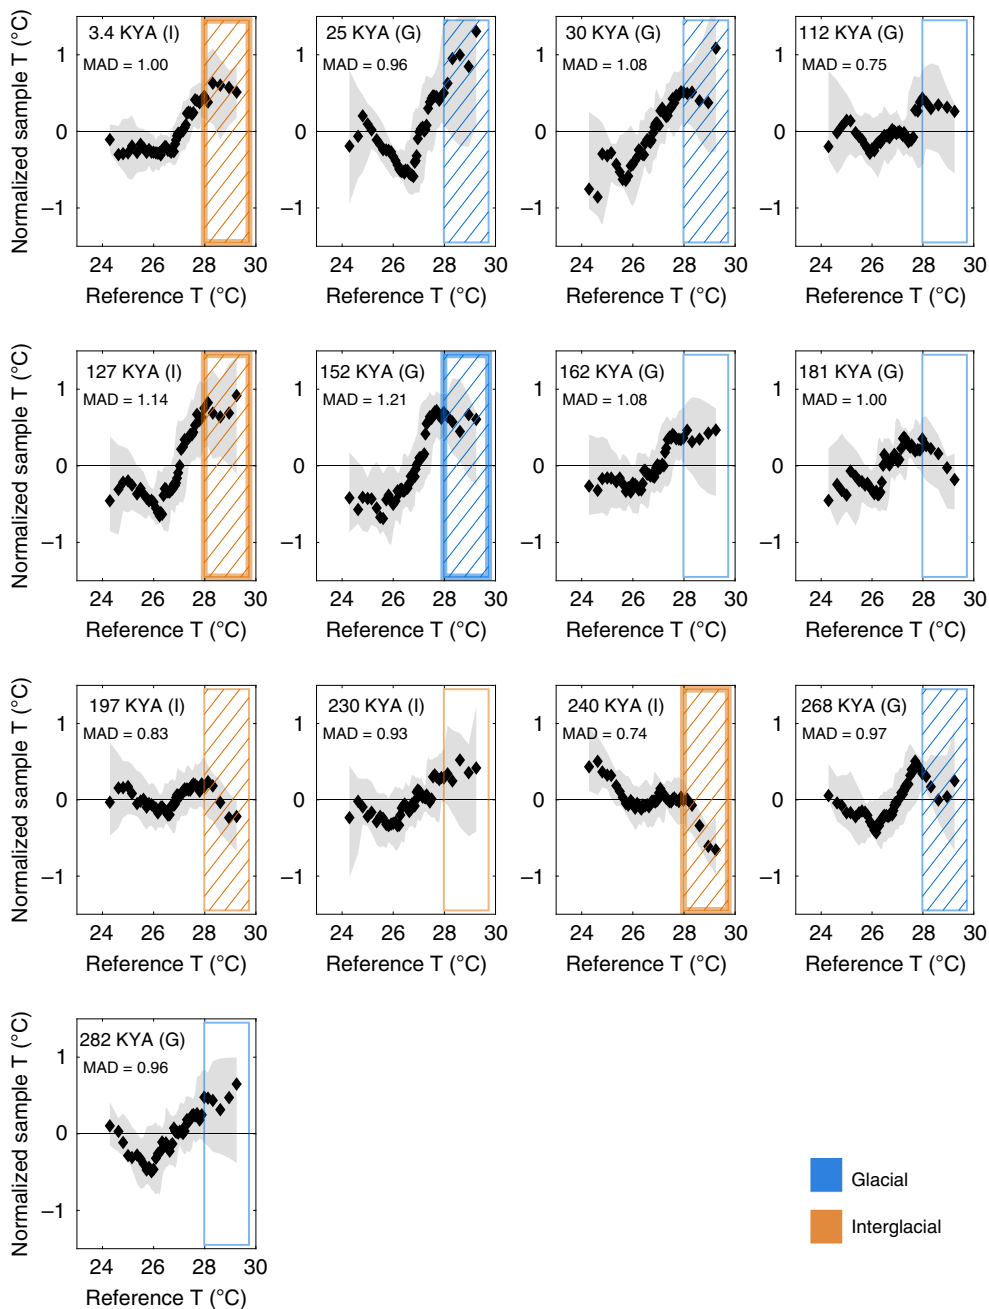 Normalized sample T (°C)
3.4 KYA (I)
MAD = 1.00
1
0
−1
24 26 28 30
Reference T (°C)
25 KYA (G)
MAD = 0.96
1
0
−1
24 26 28 30
Reference T (°C)
30 KYA (G)
MAD = 1.08
1
0
−1
24 26 28 30
Reference T (°C)
112 KYA (G)
MAD = 0.75
1
0
−1
24 26 28 30
Reference T (°C)
Normalized sample T (°C)
127 KYA (I)
MAD = 1.14
1
0
−1
24 26 28 30
Reference T (°C)
152 KYA (G)
MAD = 1.21
1
0
−1
24 26 28 30
Reference T (°C)
162 KYA (G)
MAD = 1.08
1
0
−1
24 26 28 30
Reference T (°C)
181 KYA (G)
MAD = 1.00
1
0
−1
24 26 28 30
Reference T (°C)
Normalized sample T (°C)
197 KYA (I)
MAD = 0.83
1
0
−1
24 26 28 30
Reference T (°C)
230 KYA (I)
MAD = 0.93
1
0
−1
24 26 28 30
Reference T (°C)
240 KYA (I)
MAD = 0.74
1
0
−1
24 26 28 30
Reference T (°C)
268 KYA (G)
MAD = 0.97
1
0
−1
24 26 28 30
Reference T (°C)
Normalized sample T (°C)
282 KYA (G)
MAD = 0.96
1
0
−1
24 26 28 30
Reference T (°C)
Glacial
Interglacial